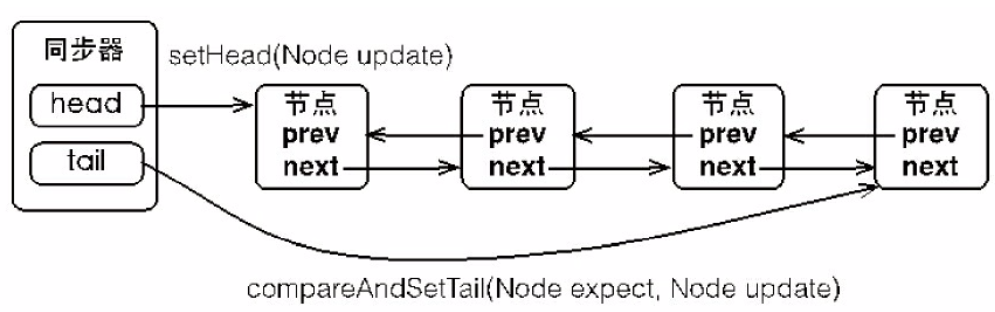 同步器
head
tail
setHead(Node update)
节点
prev
next
节点
prev
next
节点
prev
next
节点
prev
next
compareAndSetTail(Node expect, Node update)